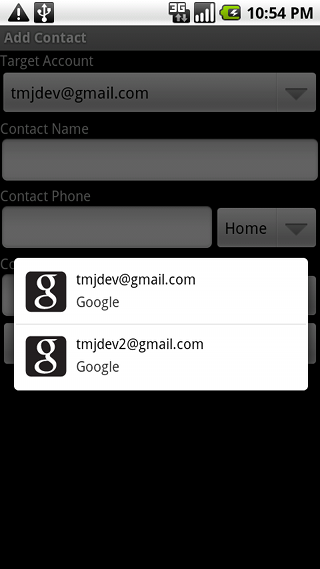 3G
10:54 PM
Add Contact
Target Account
tmjdev@gmail.com
Contact Name
Contact Phone
Home
Co
g
tmjdev@gmail.com
Google
g
tmjdev2@gmail.com
Google